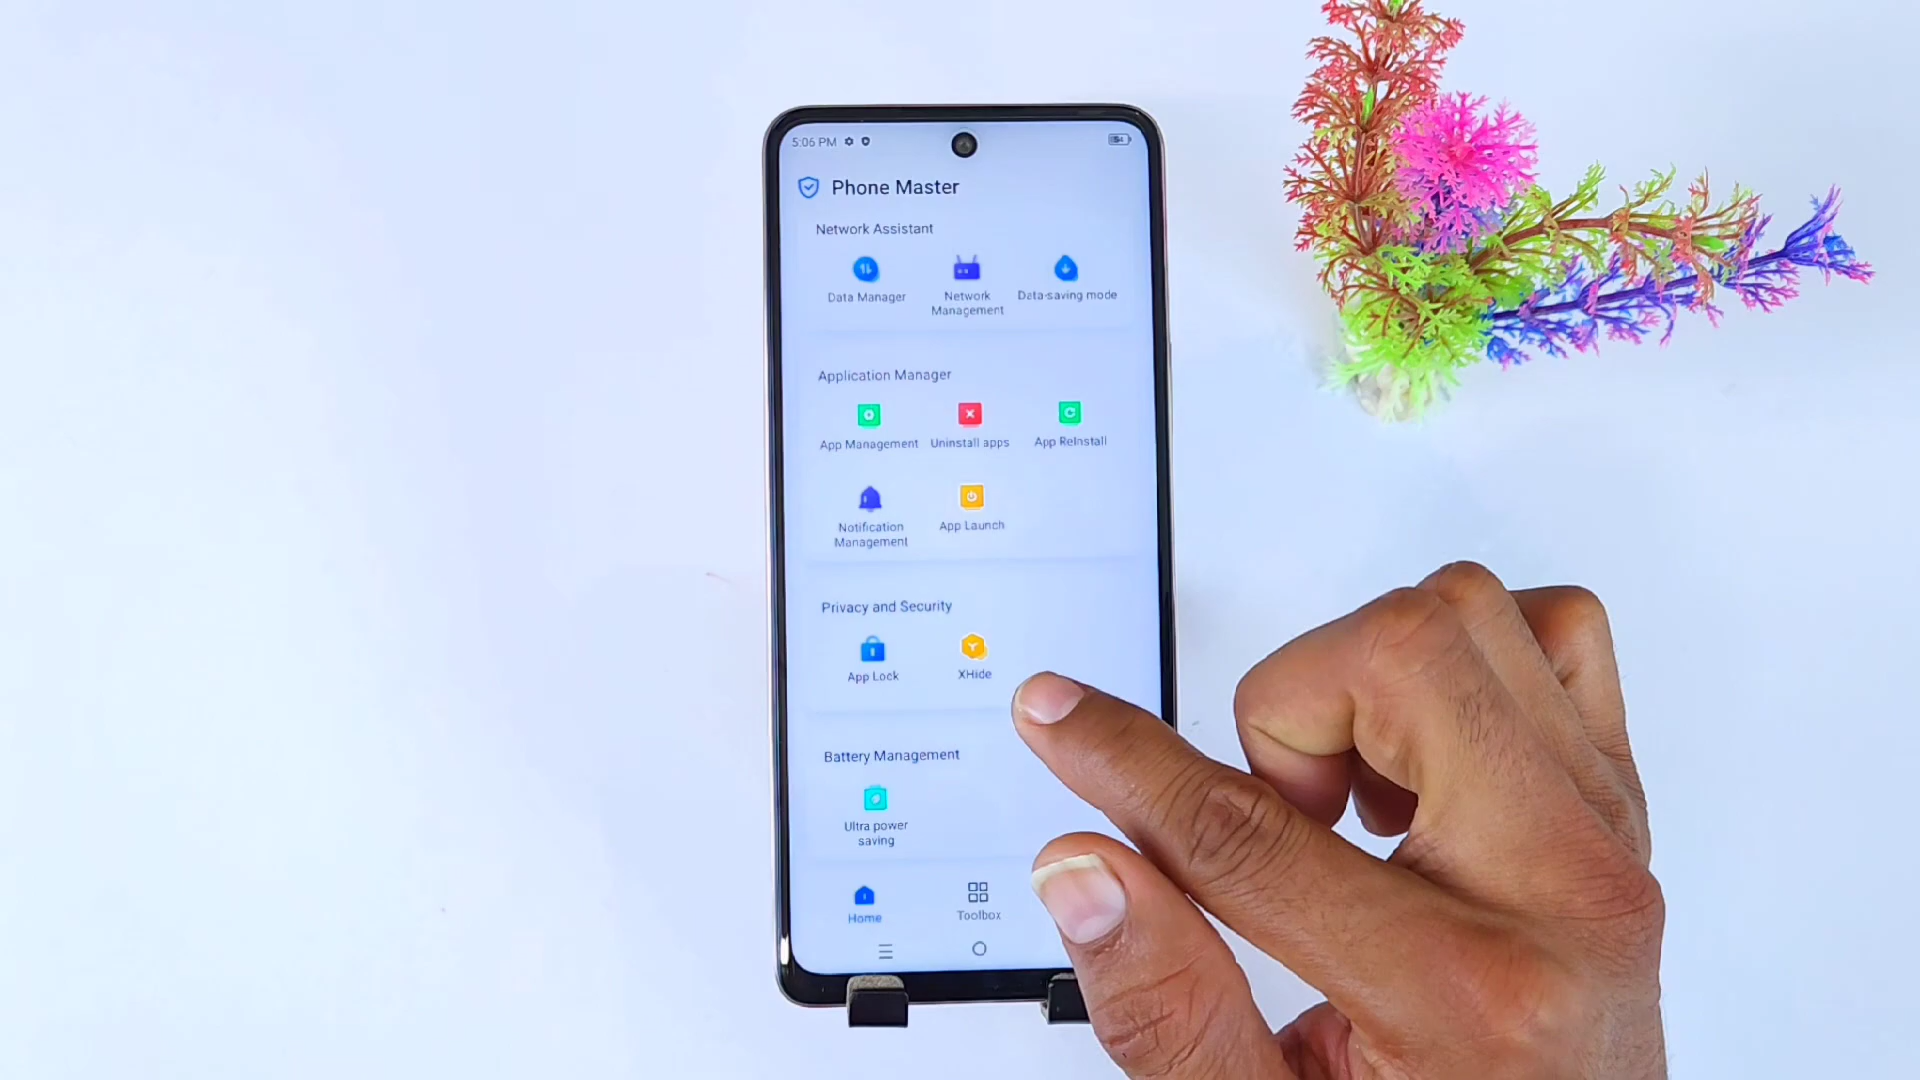 5:06 PM
Phone Master
Network Assistant
Data Manager
Network Management
Data-saving mode
Application Manager
App Management
Uninstall apps
App ReInstall
Notification Management
App Launch
Privacy and Security
App Lock
XHide
Battery Management
Ultra power saving
Home
Toolbox